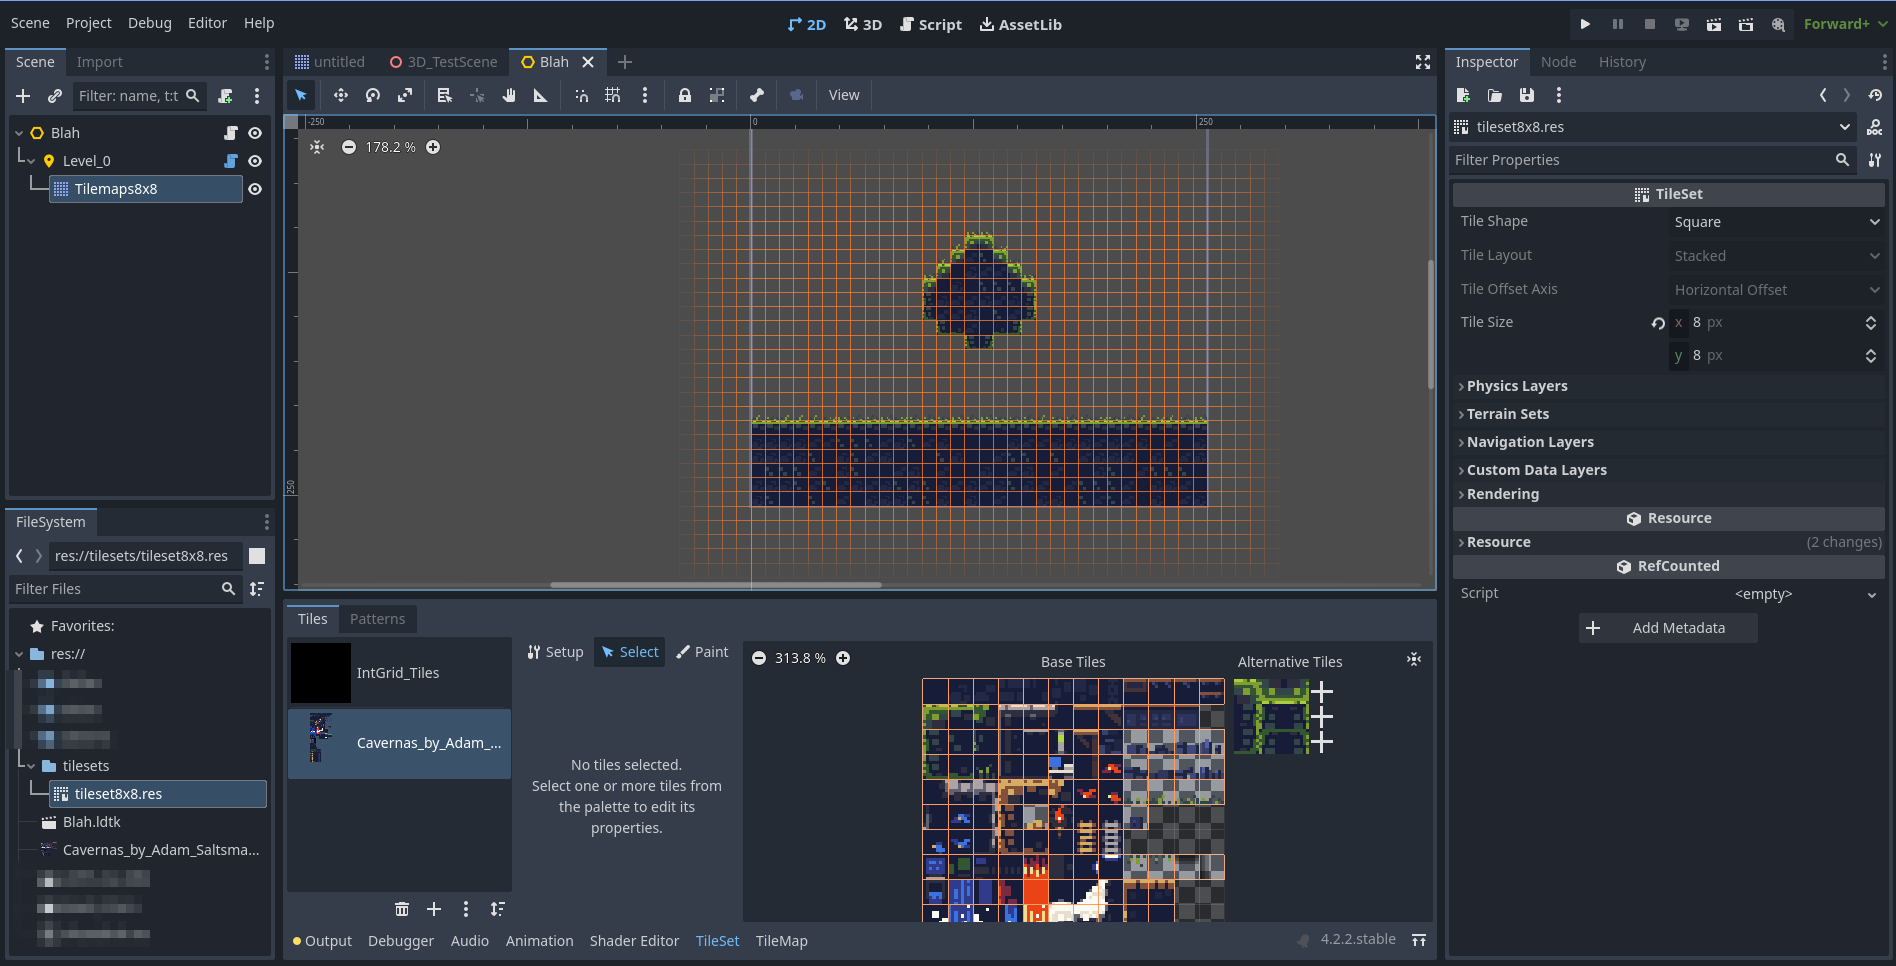 Scene Project Debug Editor Help
2D 3D Script AssetLib
Forward+
Scene Import
Filter: name, t:t
Blah
Level_0
Tilemaps8x8
FileSystem
res://tilesets/tileset8x8.res
Filter Files
Favorites:
res://
tilesets
tileset8x8.res
Blah.ldtk
Cavernas_by_Adam_Saltsma...
untitled 3D_TestScene Blah
View
-250 0 250
178.2 %
250
Tiles Patterns
IntGrid_Tiles
Cavernas_by_Adam_...
Setup Select Paint
No tiles selected.
Select one or more tiles from
the palette to edit its
properties.
313.8 %
Base Tiles
Alternative Tiles
Output Debugger Audio Animation Shader Editor TileSet TileMap
4.2.2.stable
Inspector Node History
tileset8x8.res
Filter Properties
TileSet
Tile Shape Square
Tile Layout Stacked
Tile Offset Axis Horizontal Offset
Tile Size x 8 px
y 8 px
Physics Layers
Terrain Sets
Navigation Layers
Custom Data Layers
Rendering
Resource
Resource (2 changes)
RefCounted
Script <empty>
Add Metadata